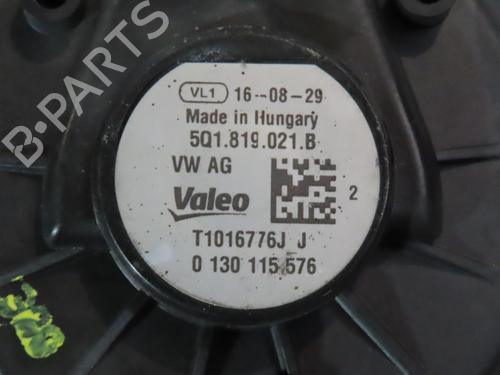 B-PARTS
VL1 16-08-29
Made in Hungary
5Q1.819.021.B
VW AG
Valeo
2
T1016776J J
0 130 115 576